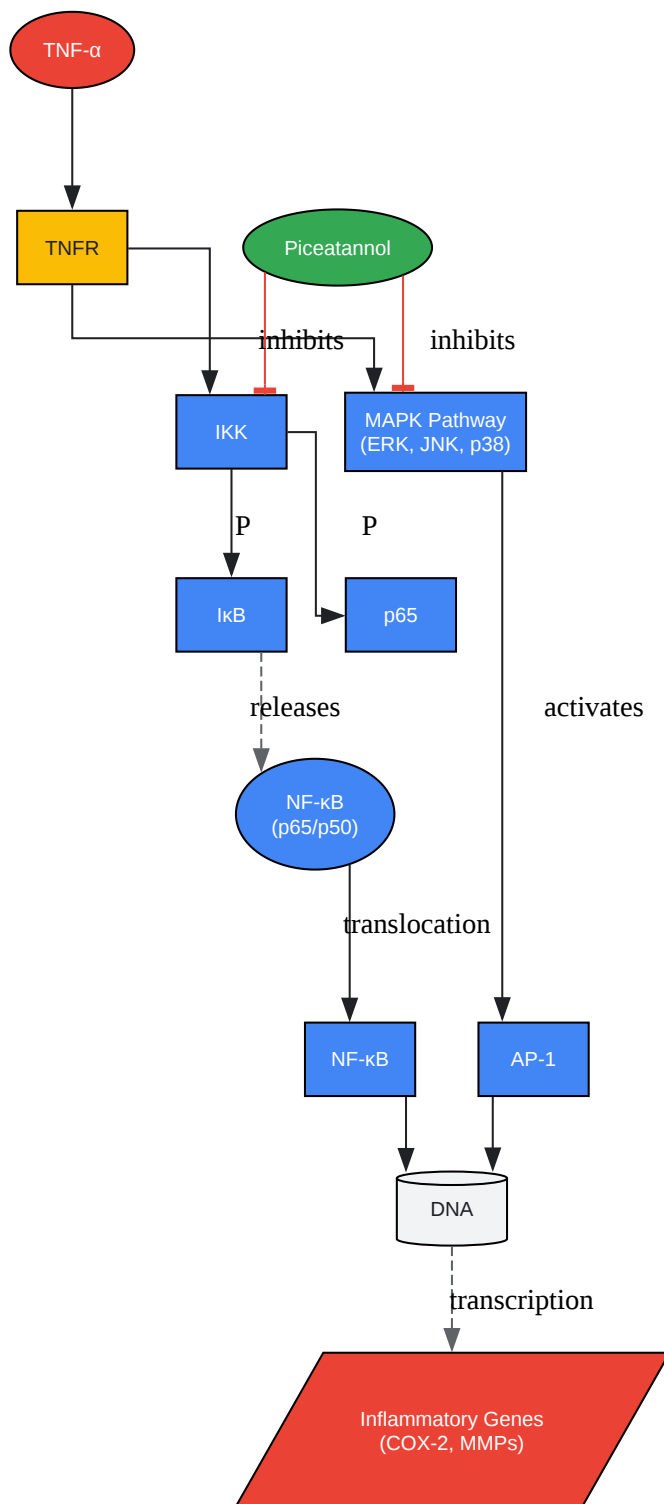 TNF-α
TNFR
Piceatannol
inhibits
inhibits
IKK
MAPK Pathway
(ERK, JNK, p38)
P
P
IκB
p65
releases
activates
NF-κB
(p65/p50)
translocation
NF-κB
AP-1
DNA
transcription
Inflammatory Genes
(COX-2, MMPs)